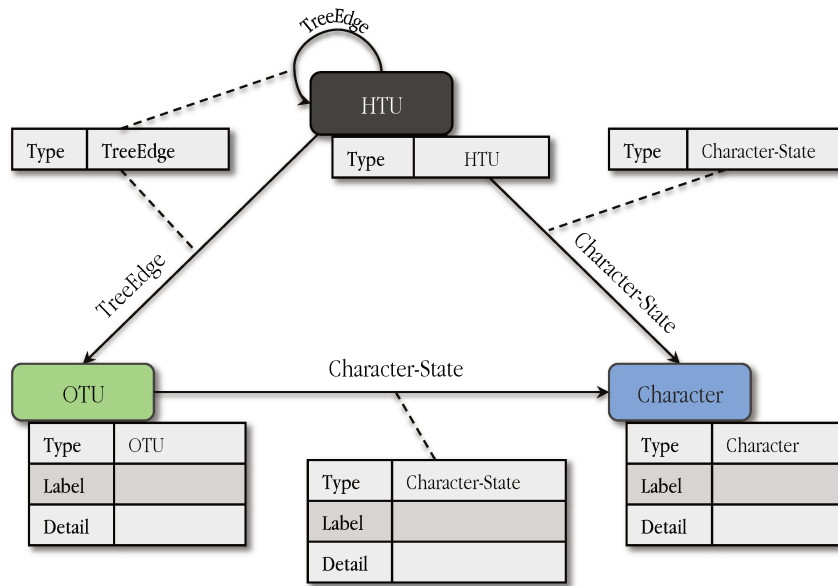 TreeEdge
HTU
Type TreeEdge
Type HTU
Type Character-State
TreeEdge
Character-State
Character-State
OTU
Character
Type OTU
Label
Detail
Type Character-State
Label
Detail
Type Character
Label
Detail